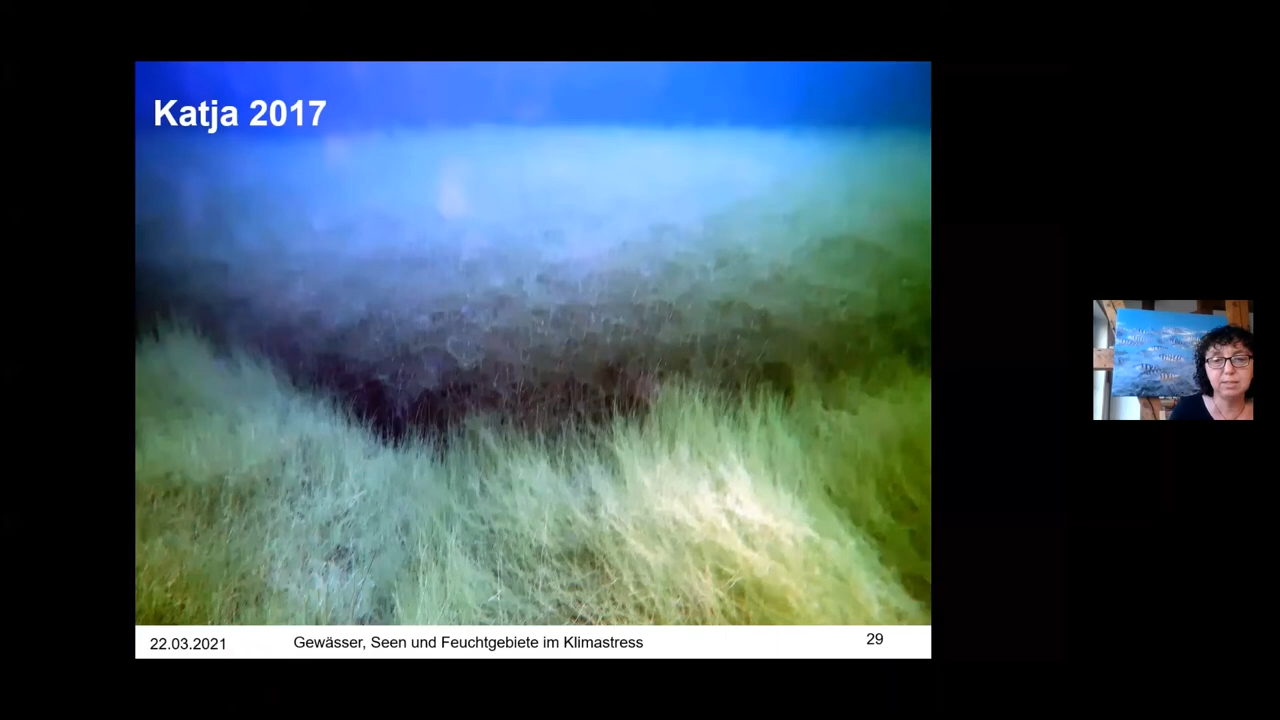 Katja 2017
22.03.2021 Gewässer, Seen und Feuchtgebiete im Klimastress 29